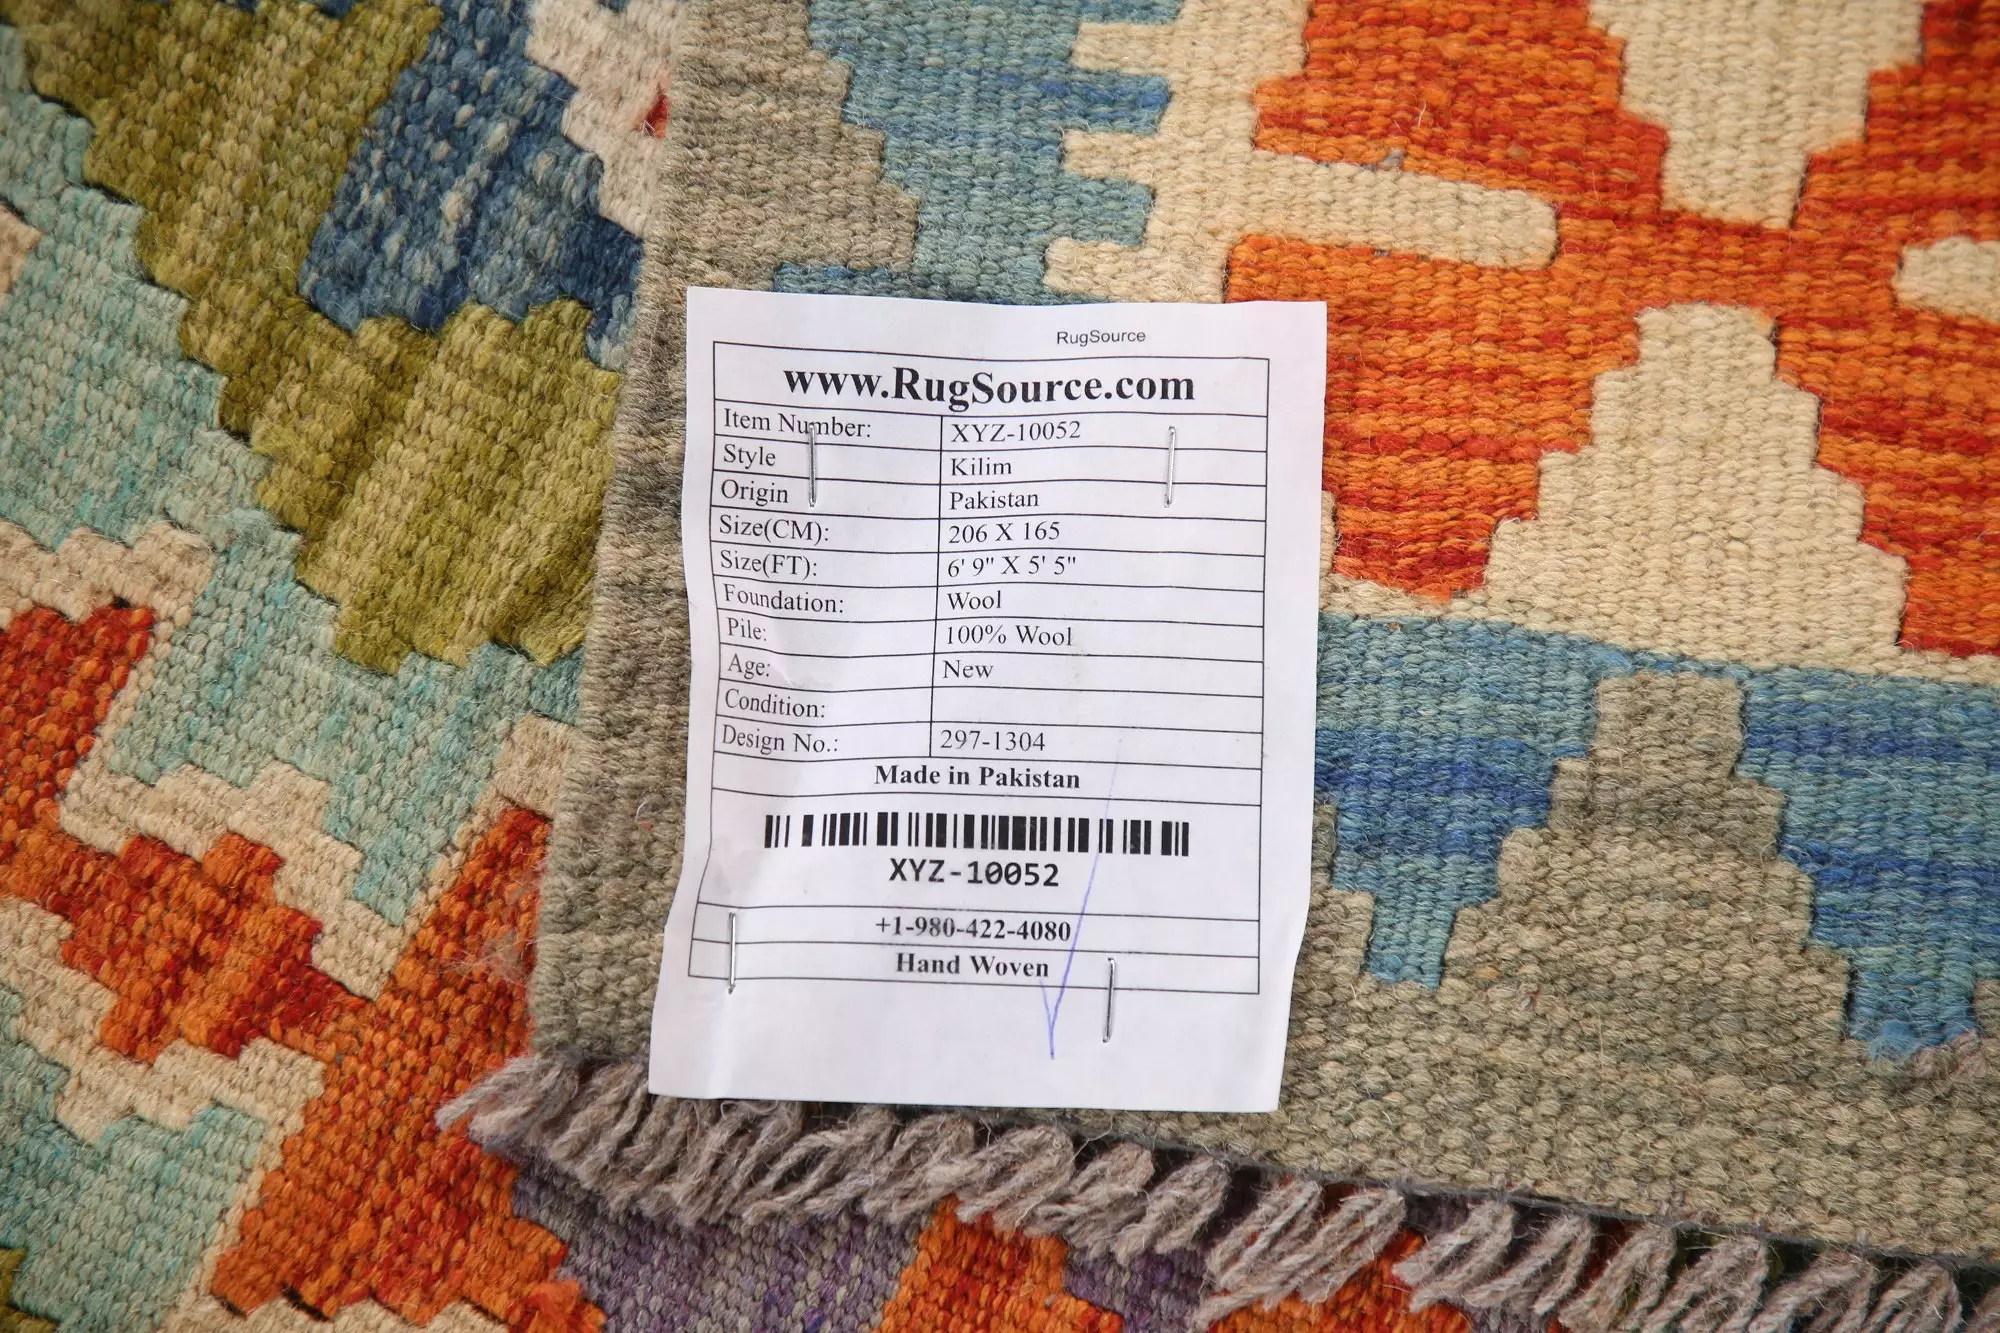 RugSource
www.RugSource.com
Item Number: XYZ-10052
Style Kilim
Origin Pakistan
Size(CM): 206 X 165
Size(FT): 6' 9" X 5' 5"
Foundation: Wool
Pile: 100% Wool
Age: New
Condition:
Design No.: 297-1304
Made in Pakistan
XYZ-10052
+1-980-422-4080
Hand Woven